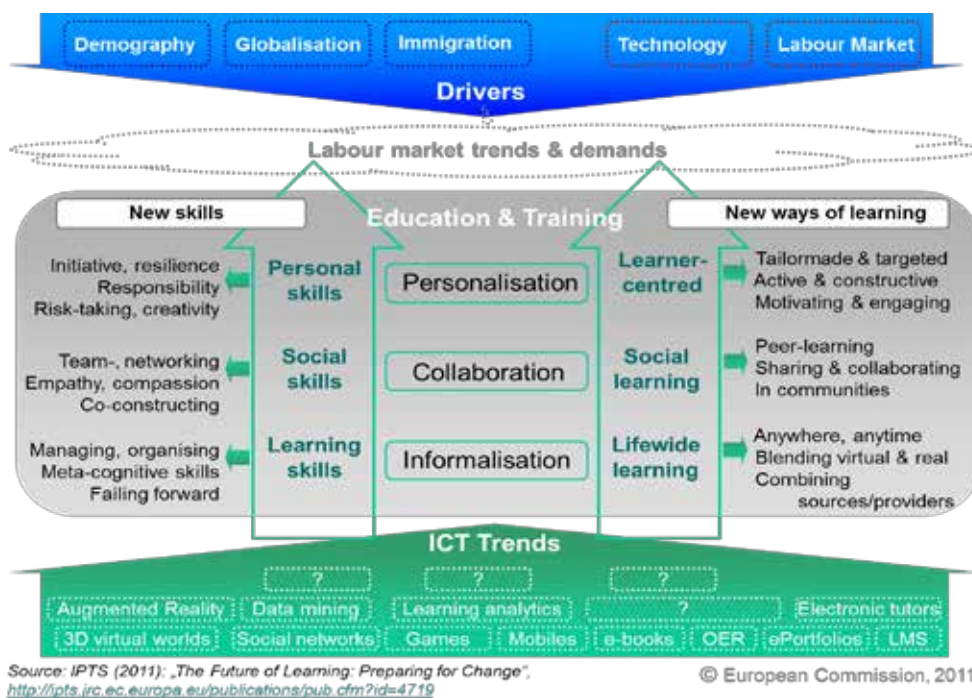 Demography Globalisation Immigration Technology Labour Market
Drivers
Labour market trends & demands
New skills
Education & Training
New ways of learning
Initiative, resilience
Responsibility
Risk-taking, creativity
Personal
skills
Personalisation
Learner-
centred
Tailormade & targeted
Active & constructive
Motivating & engaging
Team-, networking
Empathy, compassion
Co-constructing
Social
skills
Collaboration
Social
learning
Peer-learning
Sharing & collaborating
In communities
Managing, organising
Meta-cognitive skills
Failing forward
Learning
skills
Informalisation
Lifewide
learning
Anywhere, anytime
Blending virtual & real
Combining
sources/providers
ICT Trends
? ? ?
Augmented Reality Data mining Learning analytics ? Electronic tutors
3D virtual worlds Social networks Games Mobiles e-books OER ePortfolios LMS
Source: IPTS (2011): „The Future of Learning: Preparing for Change“,
http://ipts.jrc.ec.europa.eu/publications/pub.cfm?id=4719
© European Commission, 2011